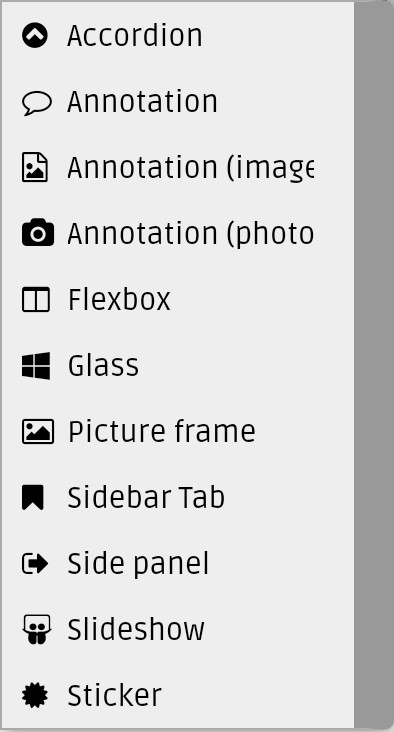 Accordion
Annotation
Annotation (image
Annotation (photo
Flexbox
Glass
Picture frame
Sidebar Tab
Side panel
Slideshow
Sticker